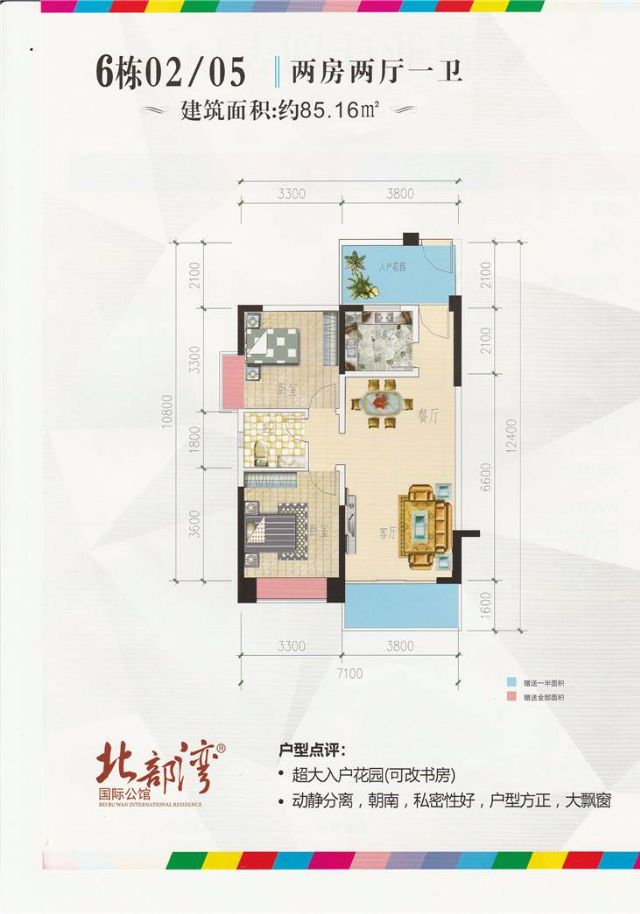 6栋02/05 两房两厅一卫
建筑面积:约85.16㎡
3300 3800
入户花园
2100 2100
3300 2100
卧室
餐厅
10800 1800 12400
6600
3600 卧室 客厅
1600
3300 3800
7100
赠送一半面积
赠送全部面积
北部湾®
国际公馆
BEI BU WAN INTERNATIONAL RESIDENCE
户型点评：
• 超大入户花园(可改书房)
• 动静分离，朝南，私密性好，户型方正，大飘窗